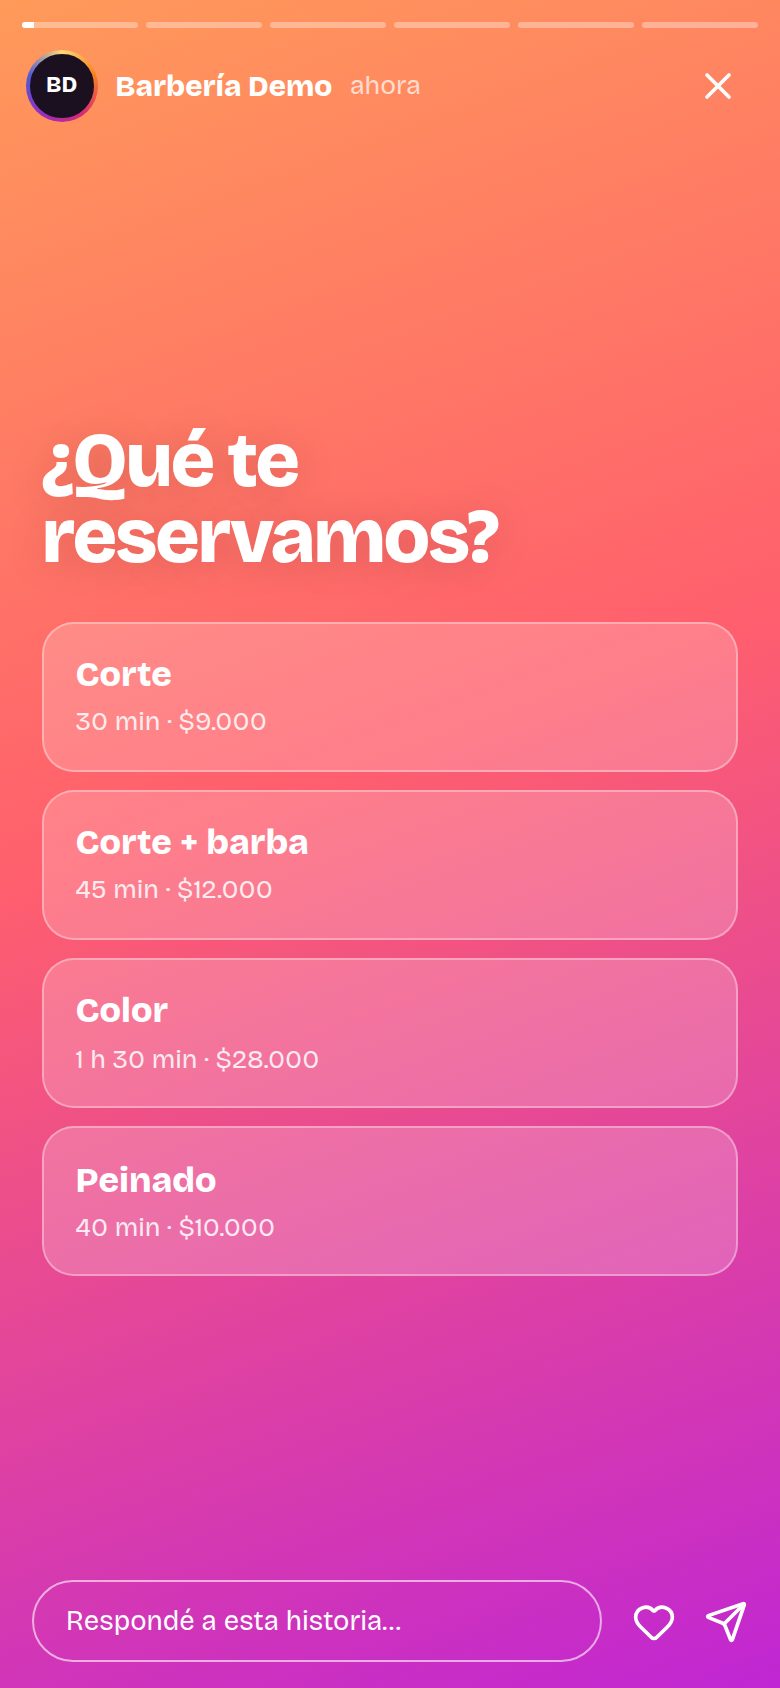 BD
Barbería Demo ahora
¿Qué te
reservamos?
Corte
30 min · $9.000
Corte + barba
45 min · $12.000
Color
1 h 30 min · $28.000
Peinado
40 min · $10.000
Respondé a esta historia...